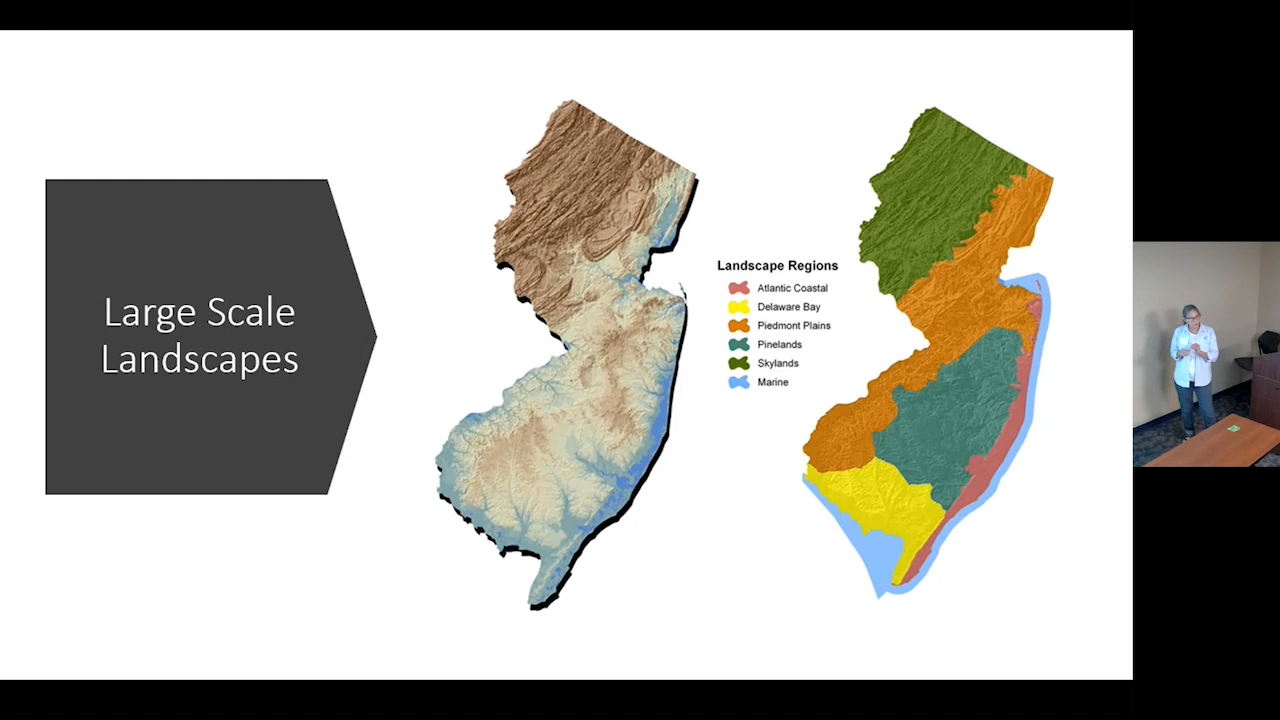 Large Scale
Landscapes
Landscape Regions
Atlantic Coastal
Delaware Bay
Piedmont Plains
Pinelands
Skylands
Marine